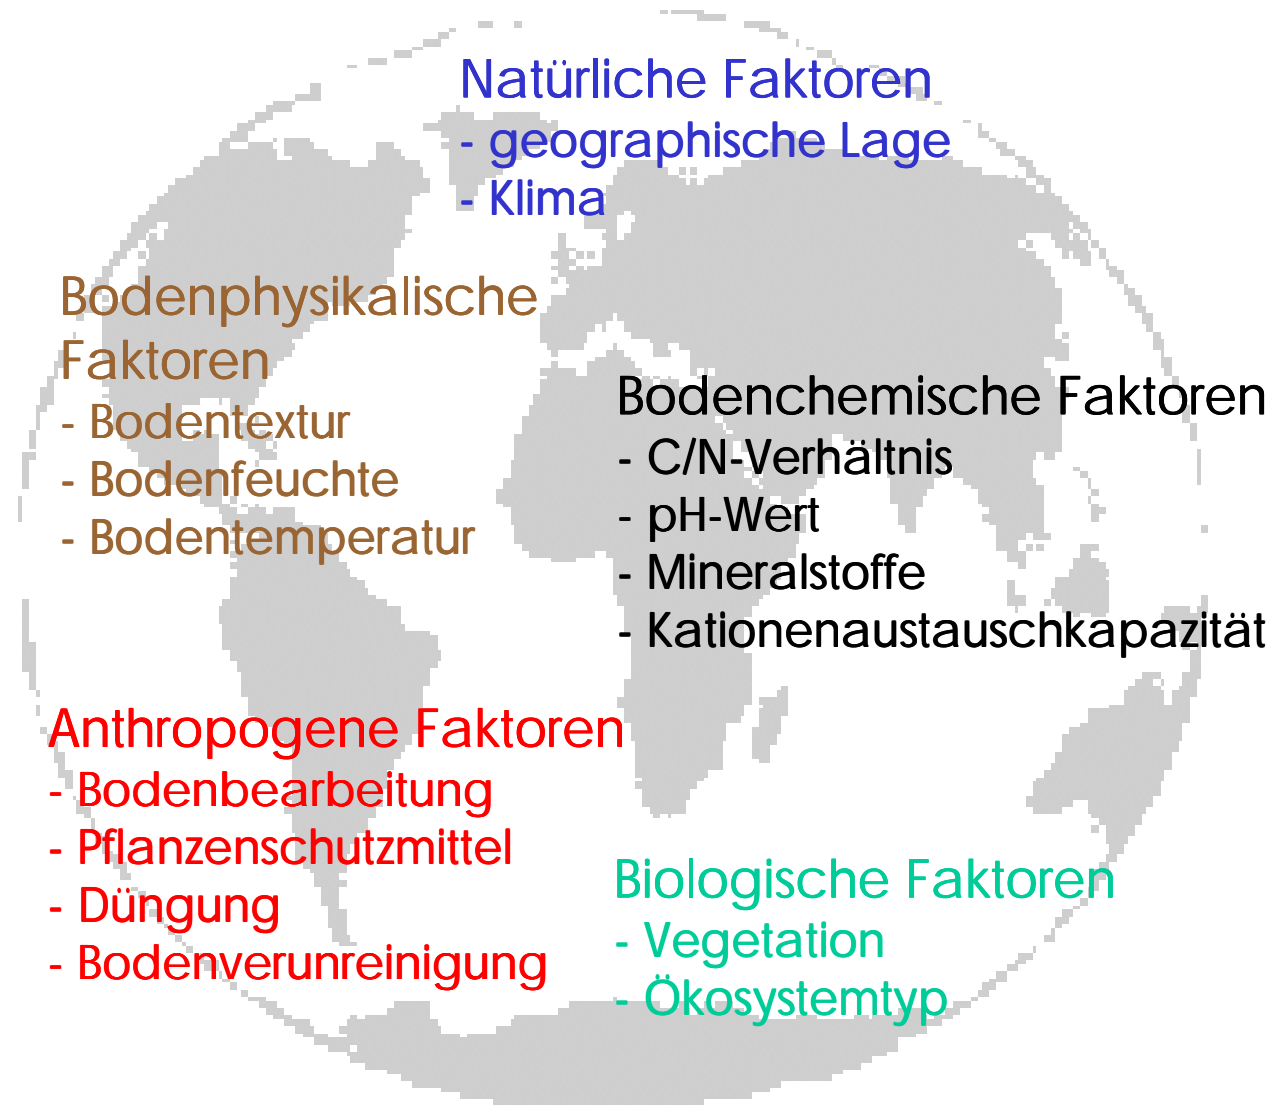 Natürliche Faktoren
- geographische Lage
- Klima
Bodenphysikalische
Faktoren
- Bodentextur
- Bodenfeuchte
- Bodentemperatur
Bodenchemische Faktoren
- C/N-Verhältnis
- pH-Wert
- Mineralstoffe
- Kationenaustauschkapazität
Anthropogene Faktoren
- Bodenbearbeitung
- Pflanzenschutzmittel
- Düngung
- Bodenverunreinigung
Biologische Faktoren
- Vegetation
- Ökosystemtyp